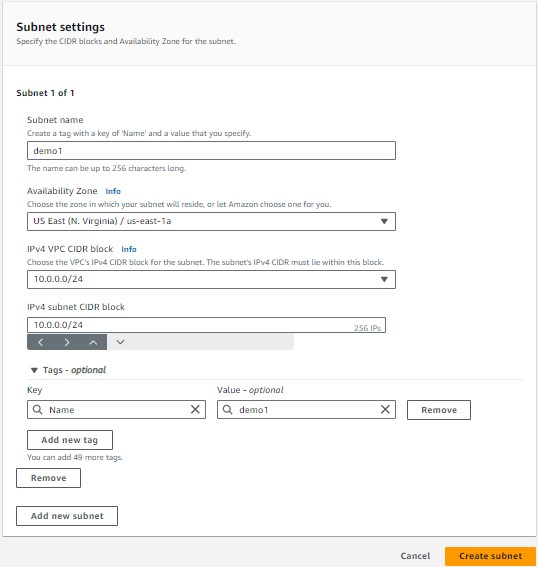 Subnet settings
Specify the CIDR blocks and Availability Zone for the subnet.
Subnet 1 of 1
Subnet name
Create a tag with a key of 'Name' and a value that you specify.
demo1
The name can be up to 256 characters long.
Availability Zone Info
Choose the zone in which your subnet will reside, or let Amazon choose one for you.
US East (N. Virginia) / us-east-1a
IPv4 VPC CIDR block Info
Choose the VPC's IPv4 CIDR block for the subnet. The subnet's IPv4 CIDR must lie within this block.
10.0.0.0/24
IPv4 subnet CIDR block
10.0.0.0/24 256 IPs
Tags - optional
Key Value - optional
Name demo1 Remove
Add new tag
You can add 49 more tags.
Remove
Add new subnet
Cancel Create subnet